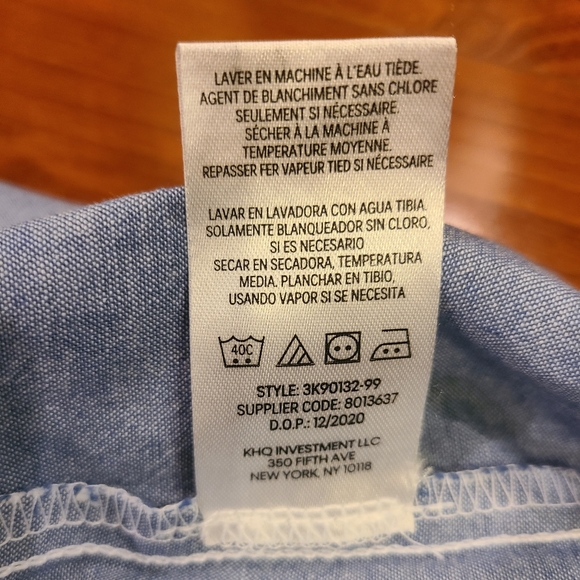 LAVER EN MACHINE À L'EAU TIÈDE.
AGENT DE BLANCHIMENT SANS CHLORE
SEULEMENT SI NÉCESSAIRE.
SÉCHER À LA MACHINE À
TEMPERATURE MOYENNE.
REPASSER FER VAPEUR TIED SI NÉCESSAIRE
LAVAR EN LAVADORA CON AGUA TIBIA.
SOLAMENTE BLANQUEADOR SIN CLORO,
SI ES NECESARIO
SECAR EN SECADORA, TEMPERATURA
MEDIA. PLANCHAR EN TIBIO,
USANDO VAPOR SI SE NECESITA
40C
STYLE: 3K90132-99
SUPPLIER CODE: 8013637
D.O.P.: 12/2020
KHQ INVESTMENT LLC
350 FIFTH AVE
NEW YORK, NY 10118